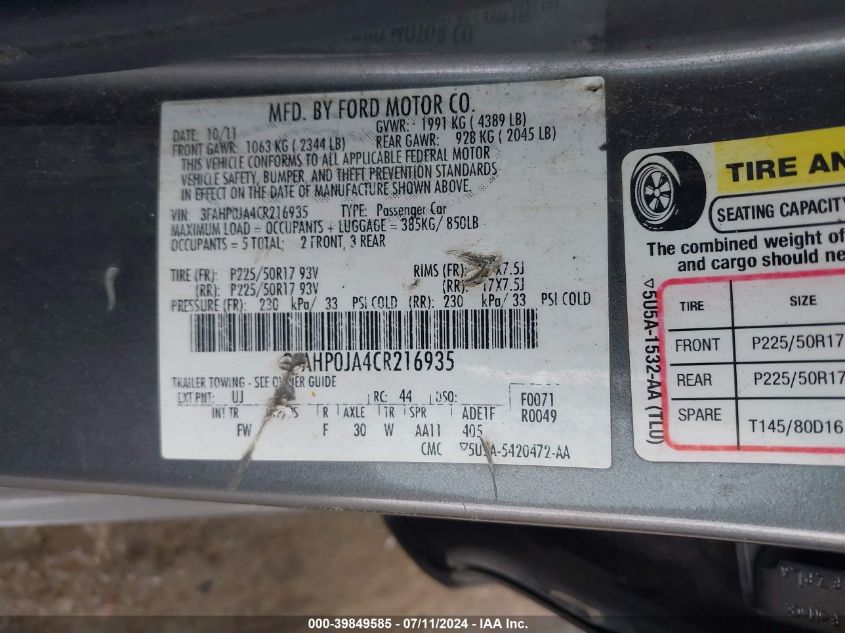 MFD. BY FORD MOTOR CO.
DATE: 10/11 GVWR: 1991 KG ( 4389 LB)
FRONT GAWR: 1063 KG ( 2344 LB) REAR GAWR: 928 KG ( 2045 LB)
THIS VEHICLE CONFORMS TO ALL APPLICABLE FEDERAL MOTOR
VEHICLE SAFETY, BUMPER, AND THEFT PREVENTION STANDARDS
IN EFFECT ON THE DATE OF MANUFACTURE SHOWN ABOVE.
VIN: 3FAHP0JA4CR216935 TYPE: Passenger Car
MAXIMUM LOAD = OCCUPANTS + LUGGAGE = 385KG/ 850LB
OCCUPANTS = 5 TOTAL; 2 FRONT, 3 REAR
TIRE (FR): P225/50R17 93V RIMS (FR): X7.5J
(RR): P225/50R17 93V (RR): 17X7.5J
PRESSURE (FR): 230 kPa/ 33 PSI COLD (RR): 230 kPa/ 33 PSI COLD
AHP0JA4CR216935
TRAILER TOWING - SEE OWNER GUIDE
EXT PNT: UJ RC: 44 DSO: F0071
INT TR R AXLE TR SPR ADE1F R0049
FW F 30 W AA11 405
CMC ▽5U5A-5420472-AA
TIRE AN
SEATING CAPACITY
The combined weight of
and cargo should ne
▽5U5A-1532-AA (TLU)
TIRE SIZE
FRONT P225/50R17
REAR P225/50R17
SPARE T145/80D16
000-39849585 - 07/11/2024 - IAA Inc.